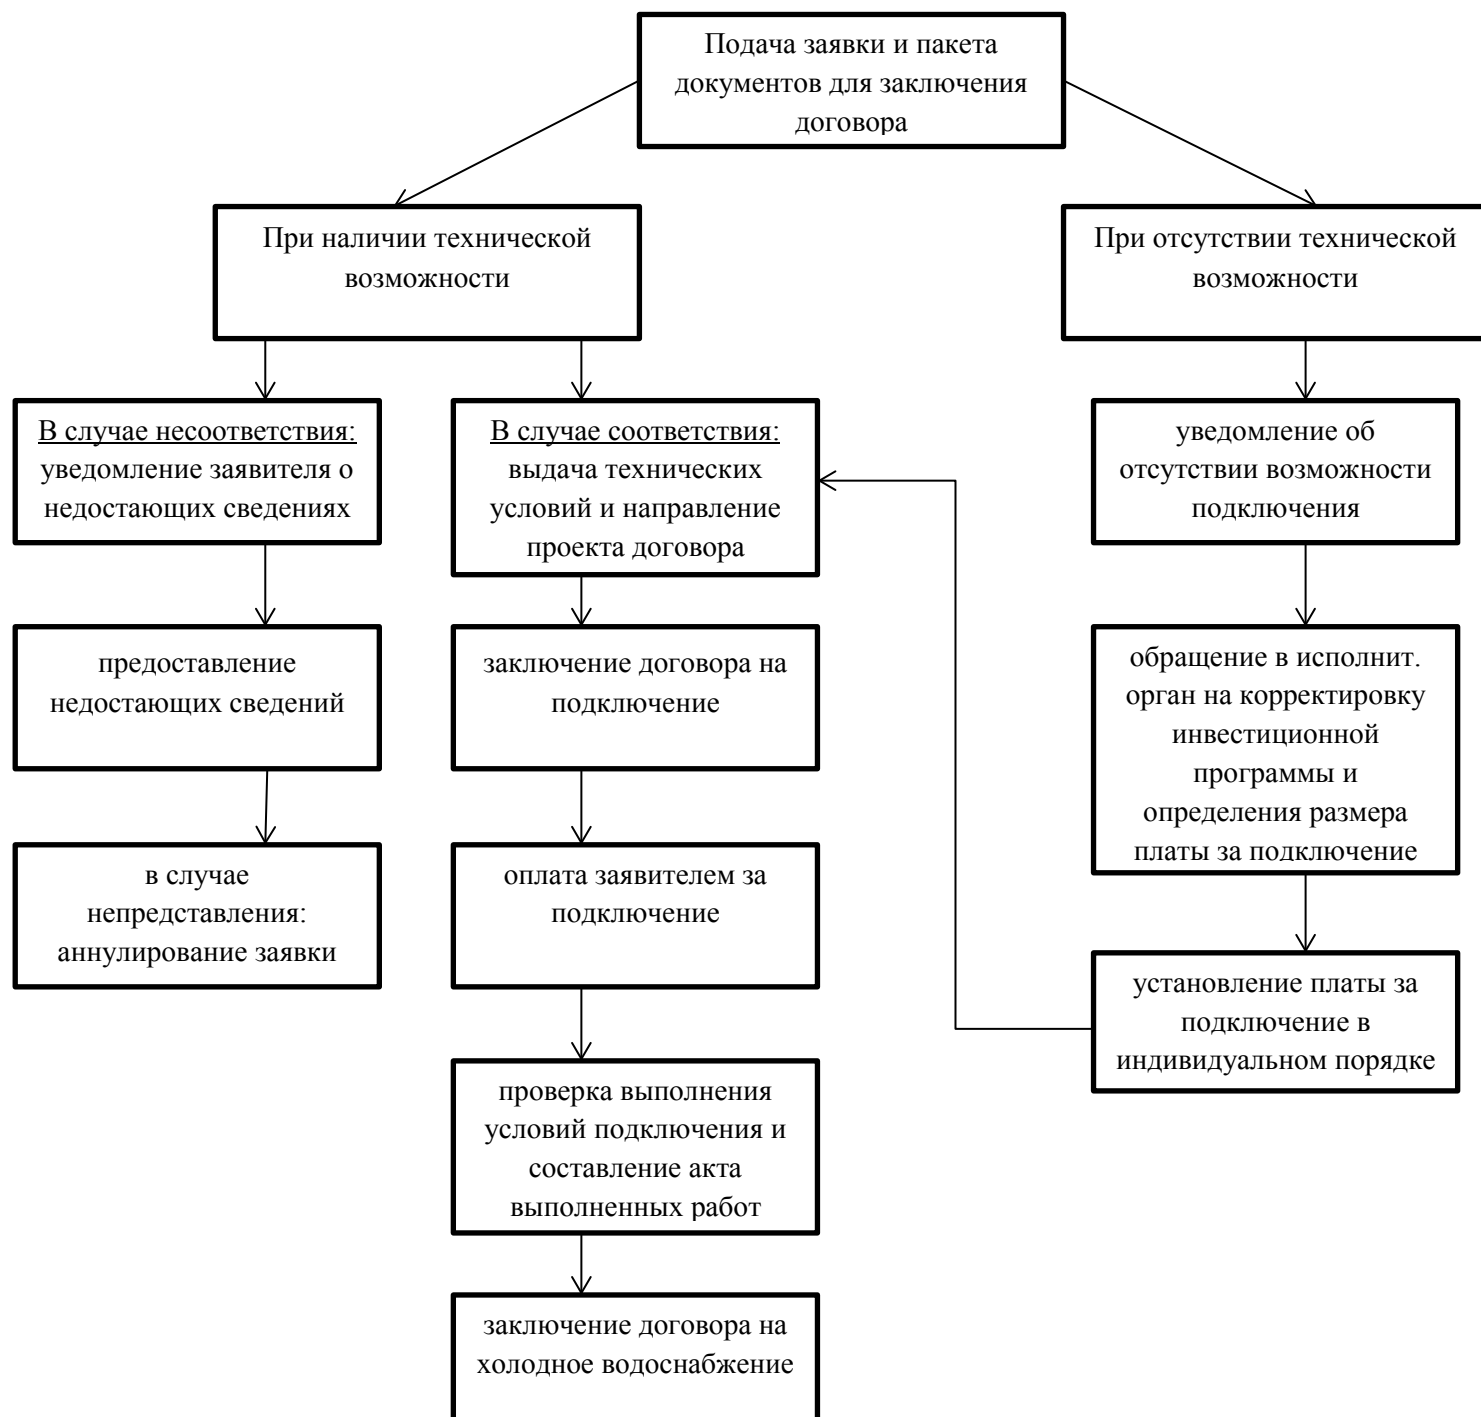 Подача заявки и пакета
документов для заключения
договора
При наличии технической
возможности
При отсутствии технической
возможности
В случае несоответствия:
уведомление заявителя о
недостающих сведениях
В случае соответствия:
выдача технических
условий и направление
проекта договора
уведомление об
отсутствии возможности
подключения
предоставление
недостающих сведений
заключение договора на
подключение
обращение в исполнит.
орган на корректировку
инвестиционной
программы и
определения размера
платы за подключение
в случае
непредставления:
аннулирование заявки
оплата заявителем за
подключение
установление платы за
подключение в
индивидуальном порядке
проверка выполнения
условий подключения и
составление акта
выполненных работ
заключение договора на
холодное водоснабжение